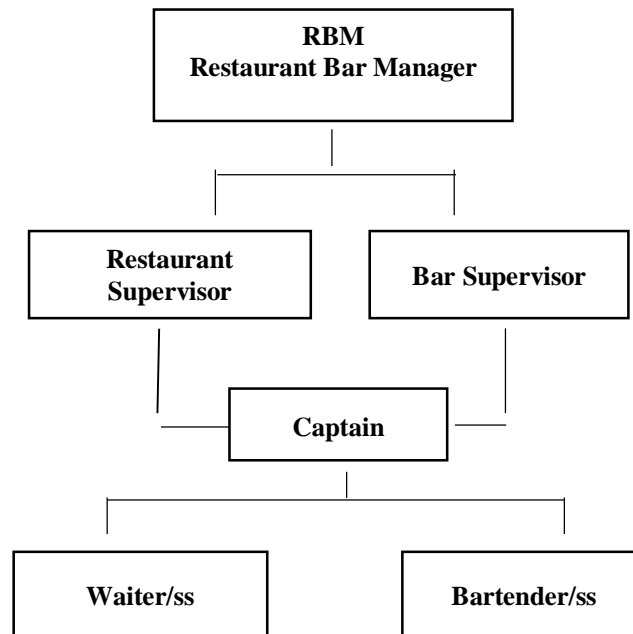 RBM
Restaurant Bar Manager
Restaurant
Supervisor
Bar Supervisor
Captain
Waiter/ss
Bartender/ss